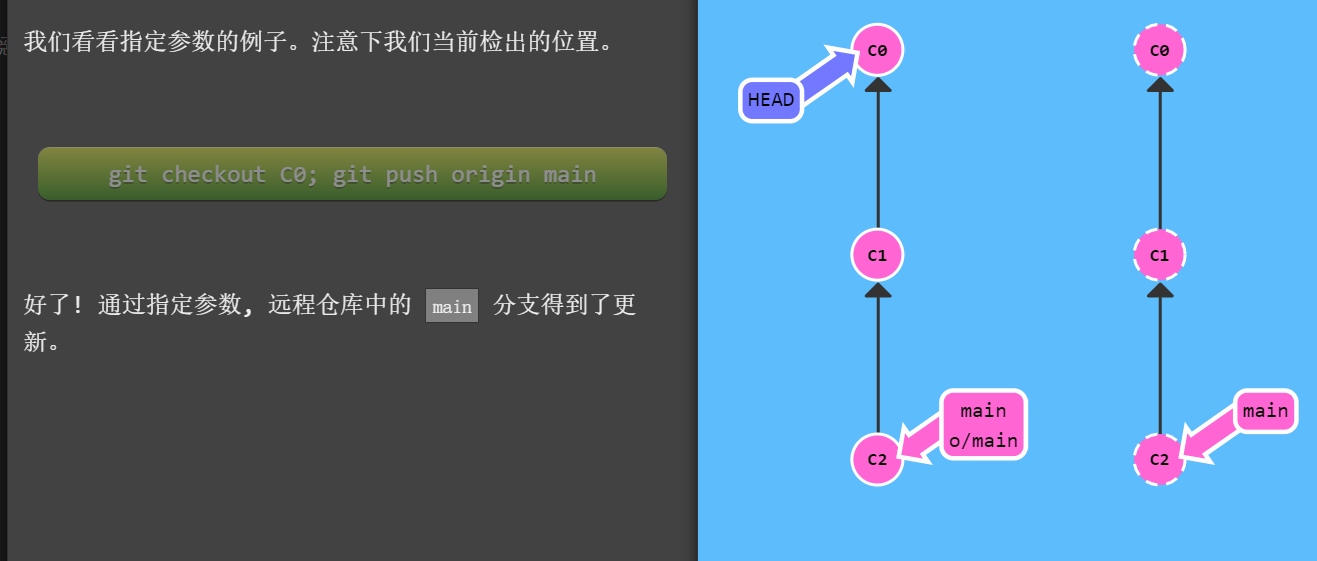 我们看看指定参数的例子。注意下我们当前检出的位置。
git checkout C0; git push origin main
好了! 通过指定参数, 远程仓库中的 main 分支得到了更
新。
C0
C0
HEAD
C1
C1
main
o/main
main
C2
C2